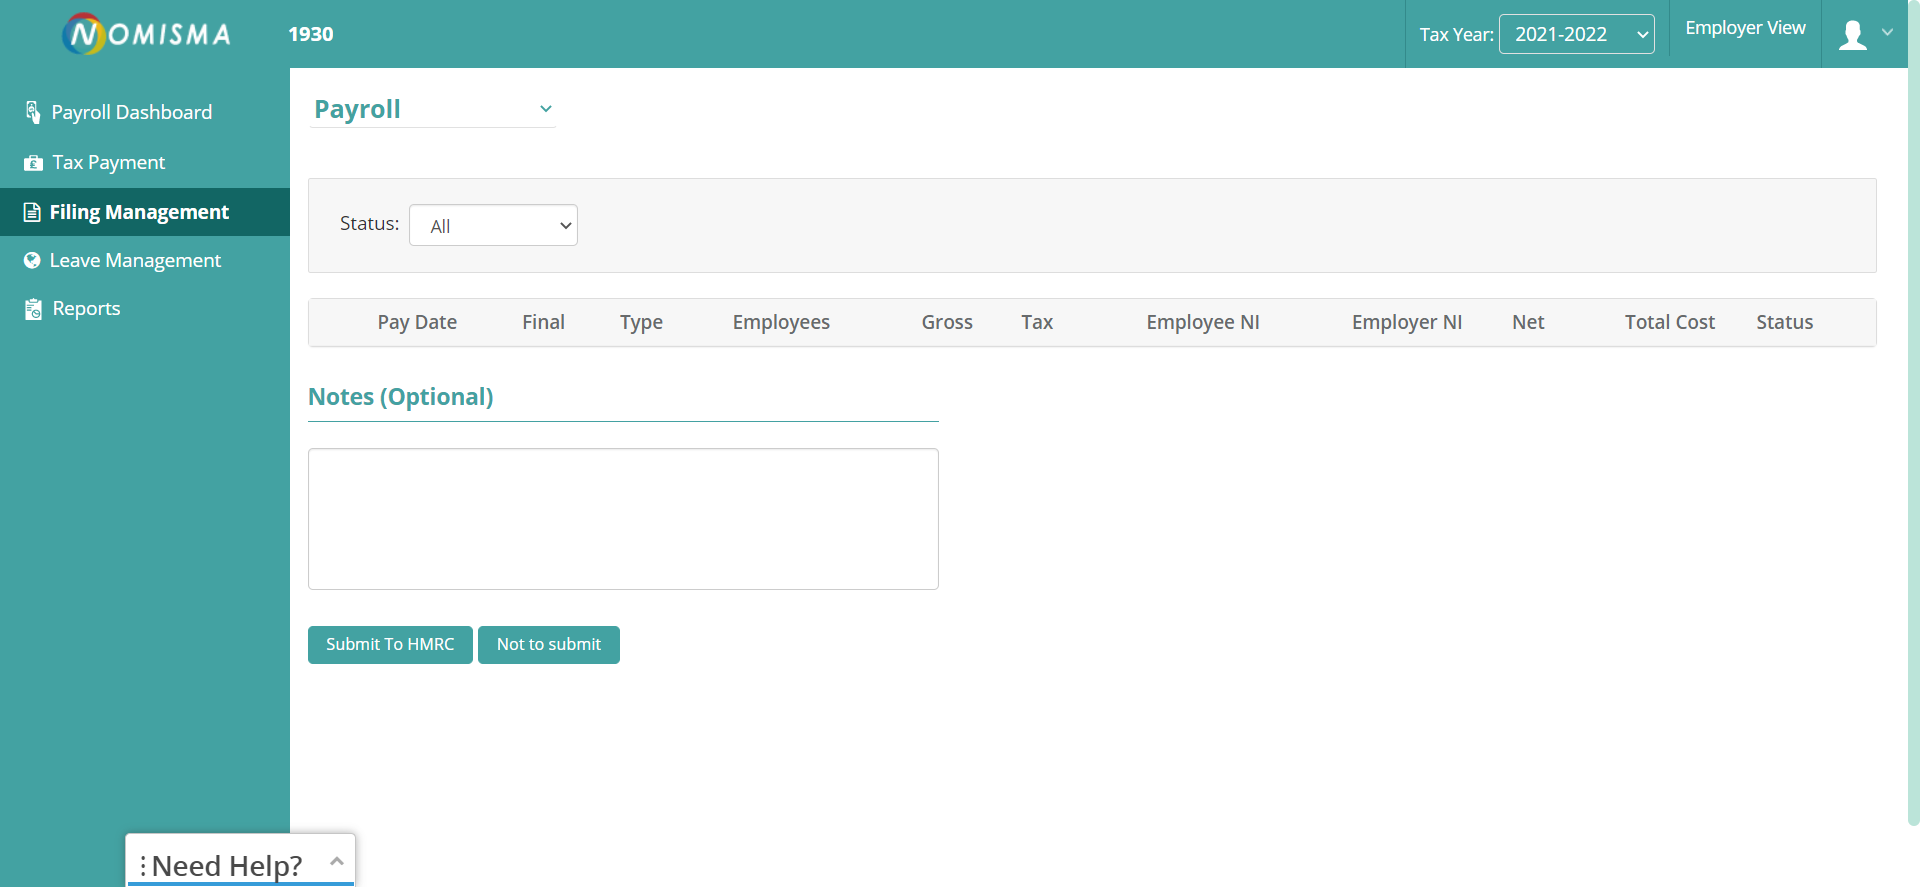 NOMISMA
1930
Tax Year: 2021-2022
Employer View
Payroll Dashboard
Tax Payment
Filing Management
Leave Management
Reports
Payroll
Status: All
Pay Date Final Type Employees Gross Tax Employee NI Employer NI Net Total Cost Status
Notes (Optional)
Submit To HMRC Not to submit
Need Help?